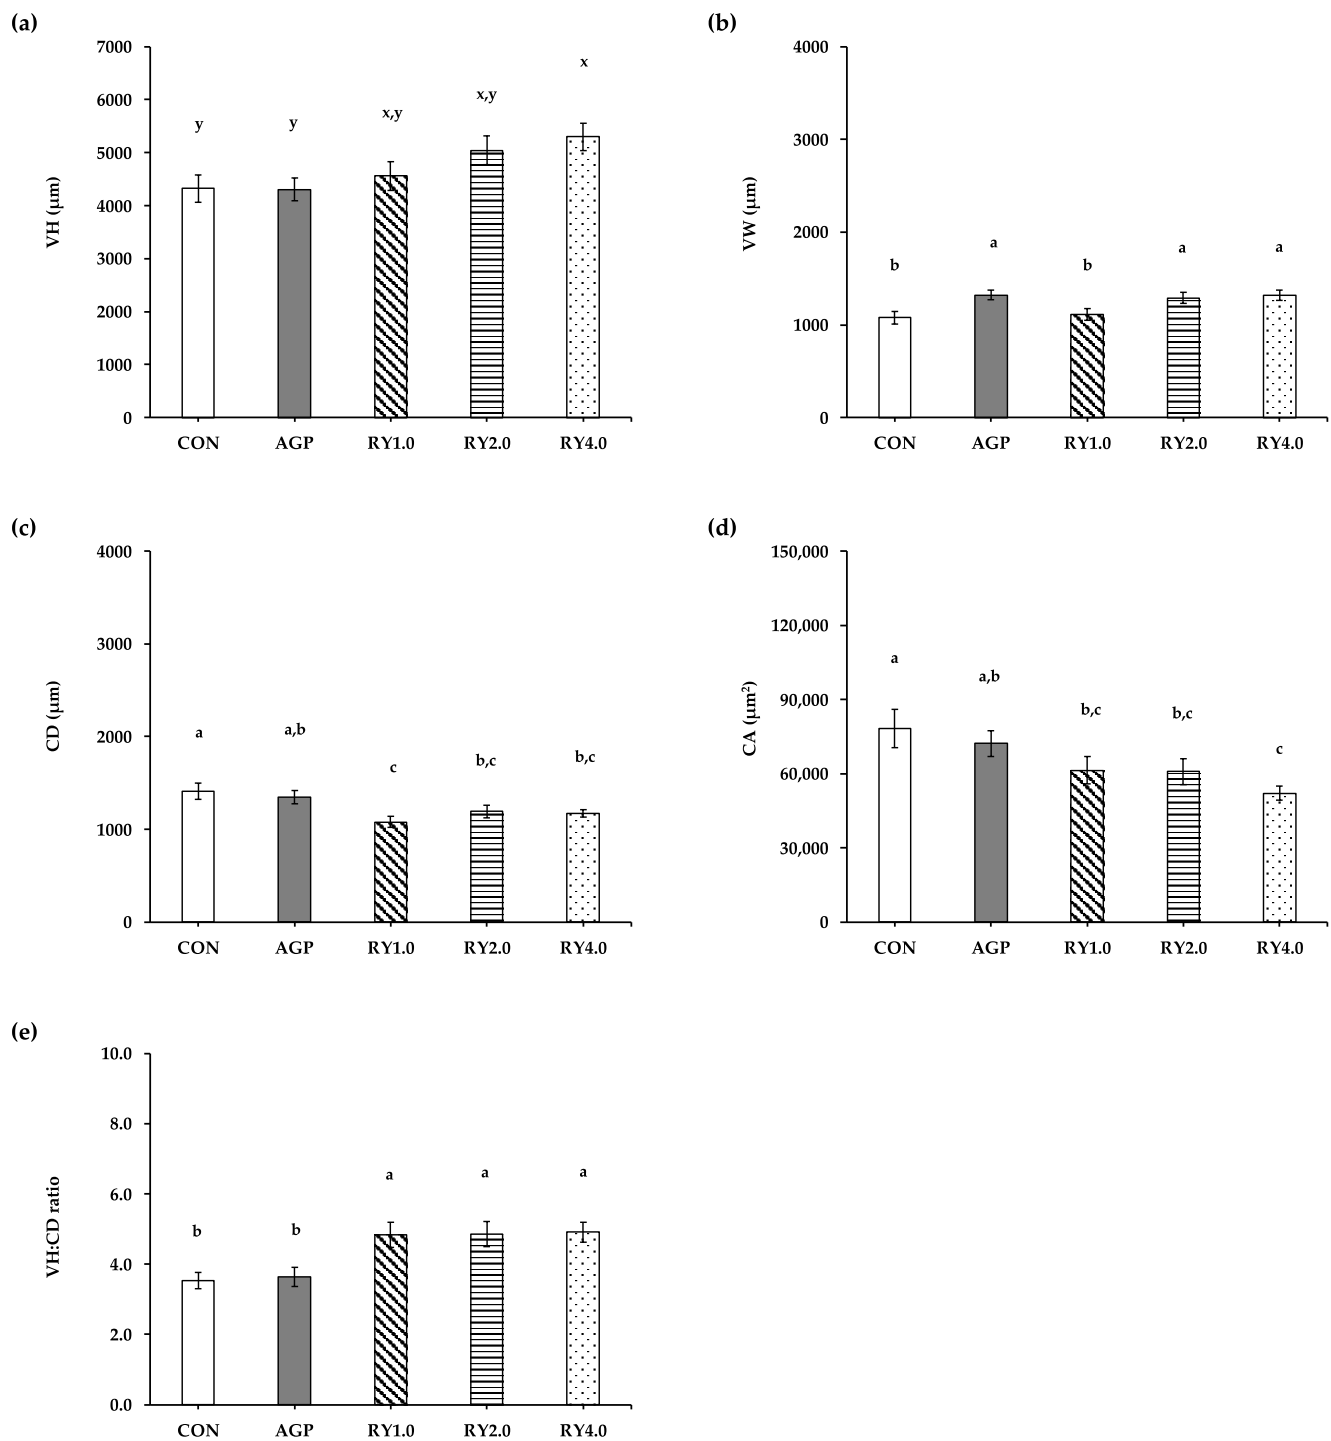 (a)
7000
6000
5000
4000
3000
2000
1000
0
VH (µm)
y
y
x,y
x,y
x
CON AGP RY1.0 RY2.0 RY4.0
(b)
4000
3000
2000
1000
0
VW (µm)
b
a
b
a
a
CON AGP RY1.0 RY2.0 RY4.0
(c)
4000
3000
2000
1000
0
CD (µm)
a
a,b
c
b,c
b,c
CON AGP RY1.0 RY2.0 RY4.0
(d)
150,000
120,000
90,000
60,000
30,000
0
CA (µm²)
a
a,b
b,c
b,c
c
CON AGP RY1.0 RY2.0 RY4.0
(e)
10.0
8.0
6.0
4.0
2.0
0.0
VH:CD ratio
b
b
a
a
a
CON AGP RY1.0 RY2.0 RY4.0